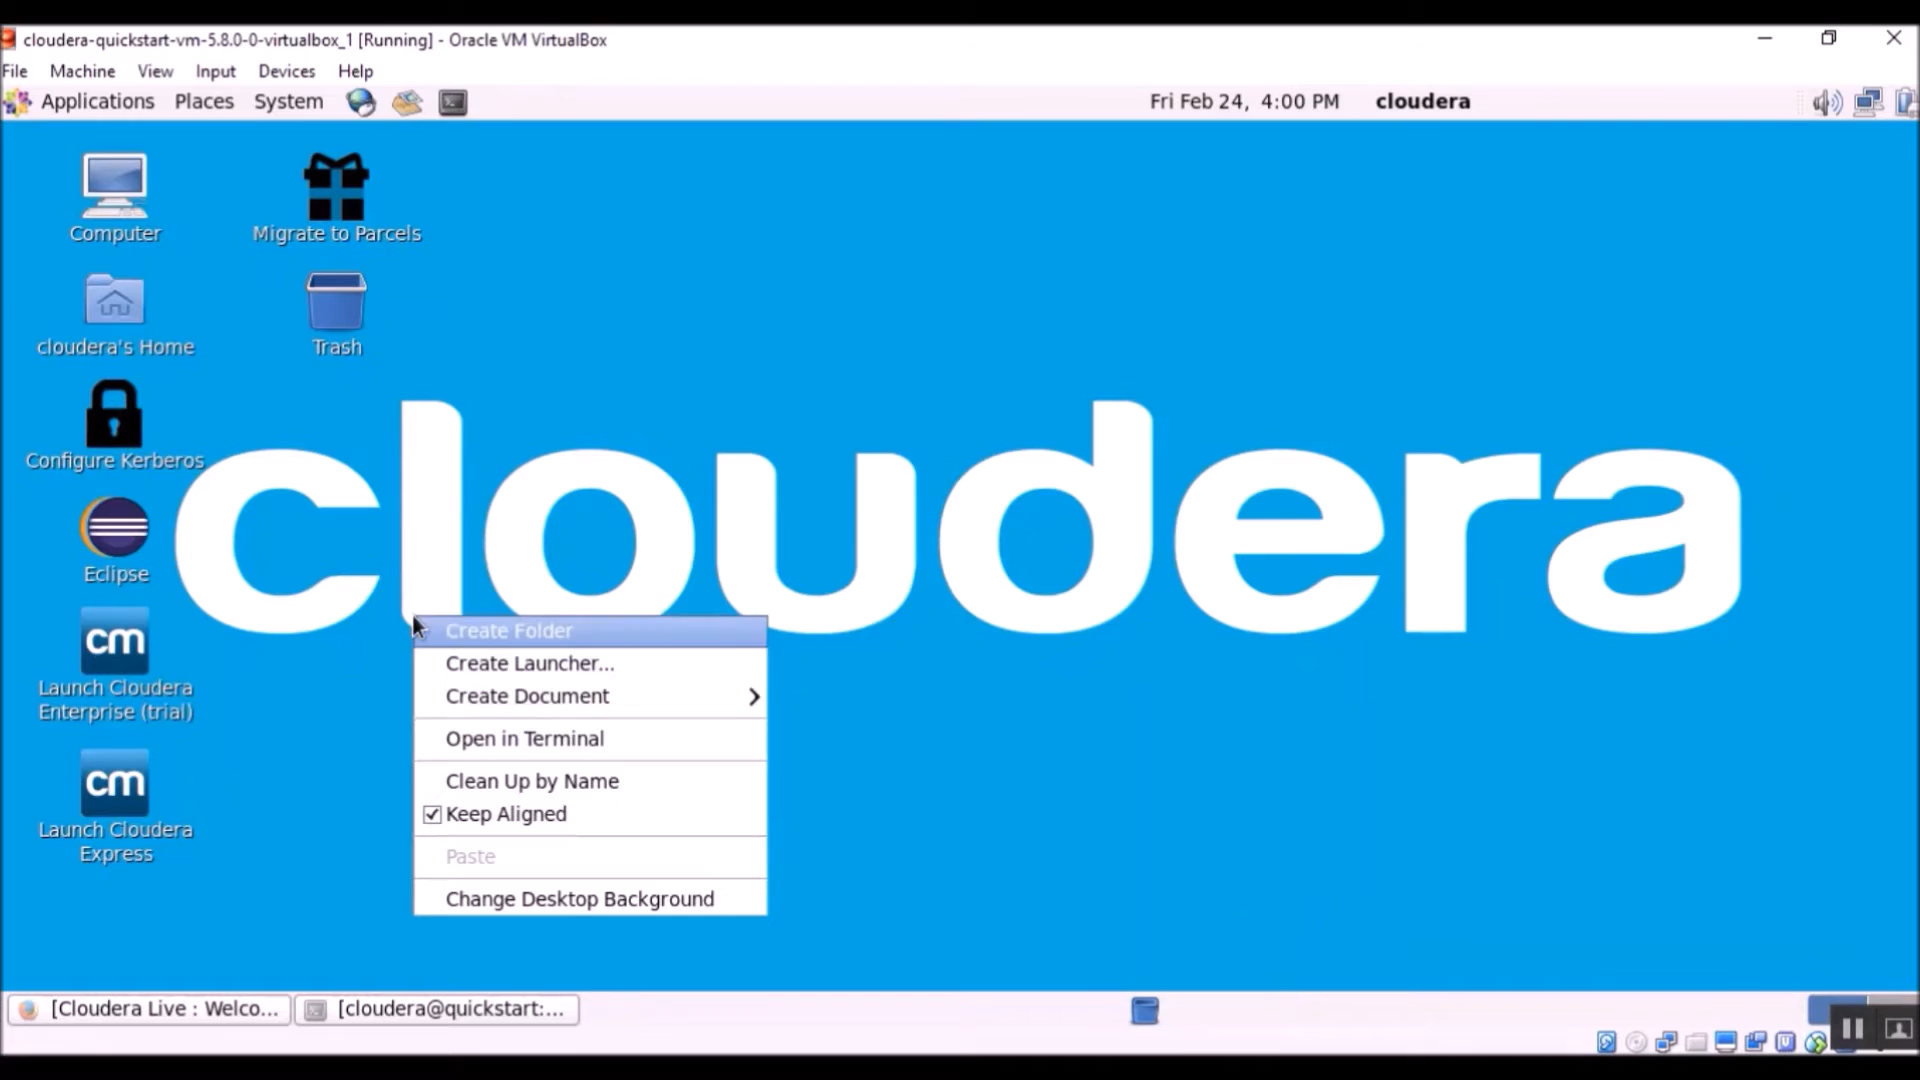 cloudera-quickstart-vm-5.8.0-0-virtualbox_1 [Running] - Oracle VM VirtualBox
File Machine View Input Devices Help
Applications Places System Fri Feb 24, 4:00 PM cloudera
Computer
Migrate to Parcels
cloudera's Home
Trash
Configure Kerberos
Eclipse
cm
Launch Cloudera
Enterprise (trial)
cm
Launch Cloudera
Express
cloudera
Create Folder
Create Launcher...
Create Document
Open in Terminal
Clean Up by Name
Keep Aligned
Paste
Change Desktop Background
[Cloudera Live : Welco... [cloudera@quickstart:...